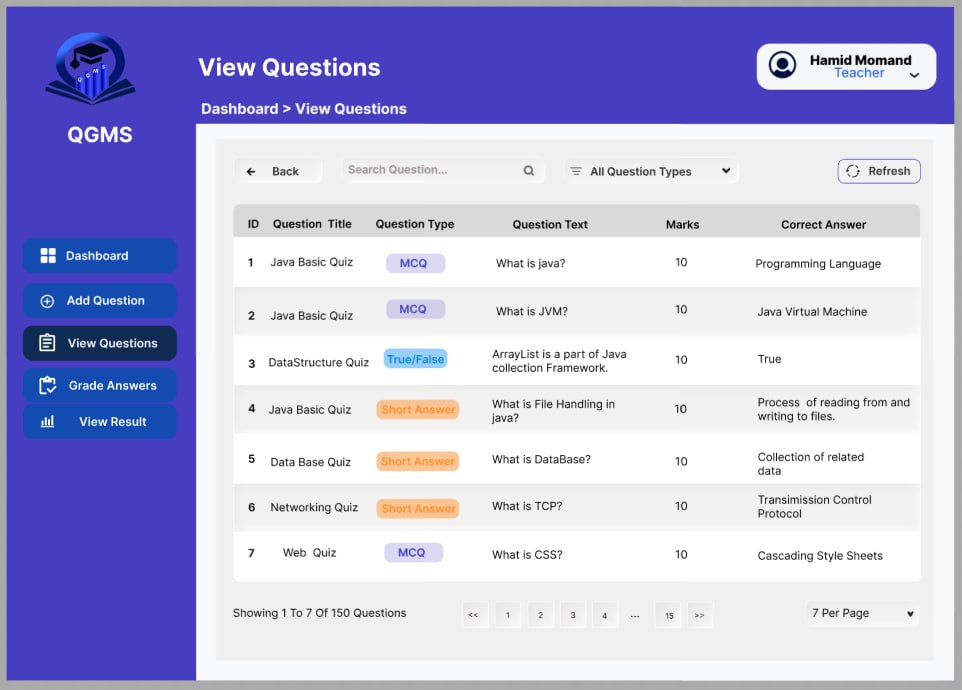 QGMS
QGMS
View Questions
Dashboard > View Questions
Hamid Momand
Teacher
Dashboard
Add Question
View Questions
Grade Answers
View Result
Back
Search Question...
All Question Types
Refresh
ID Question Title Question Type Question Text Marks Correct Answer
1 Java Basic Quiz MCQ What is java? 10 Programming Language
2 Java Basic Quiz MCQ What is JVM? 10 Java Virtual Machine
3 DataStructure Quiz True/False ArrayList is a part of Java 10 True
collection Framework.
4 Java Basic Quiz Short Answer What is File Handling in 10 Process of reading from and
java? writing to files.
5 Data Base Quiz Short Answer What is DataBase? 10 Collection of related
data
6 Networking Quiz Short Answer What is TCP? 10 Transimission Control
Protocol
7 Web Quiz MCQ What is CSS? 10 Cascading Style Sheets
Showing 1 To 7 Of 150 Questions << 1 2 3 4 ... 15 >> 7 Per Page